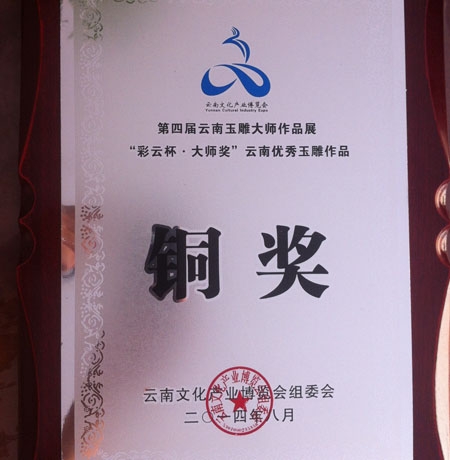 云南文化产业博览会
Yunnan Cultural Industry Expo
第四届云南玉雕大师作品展
“彩云杯·大师奖”云南优秀玉雕作品
铜奖
云南文化产业博览会组委会
二〇一四年八月